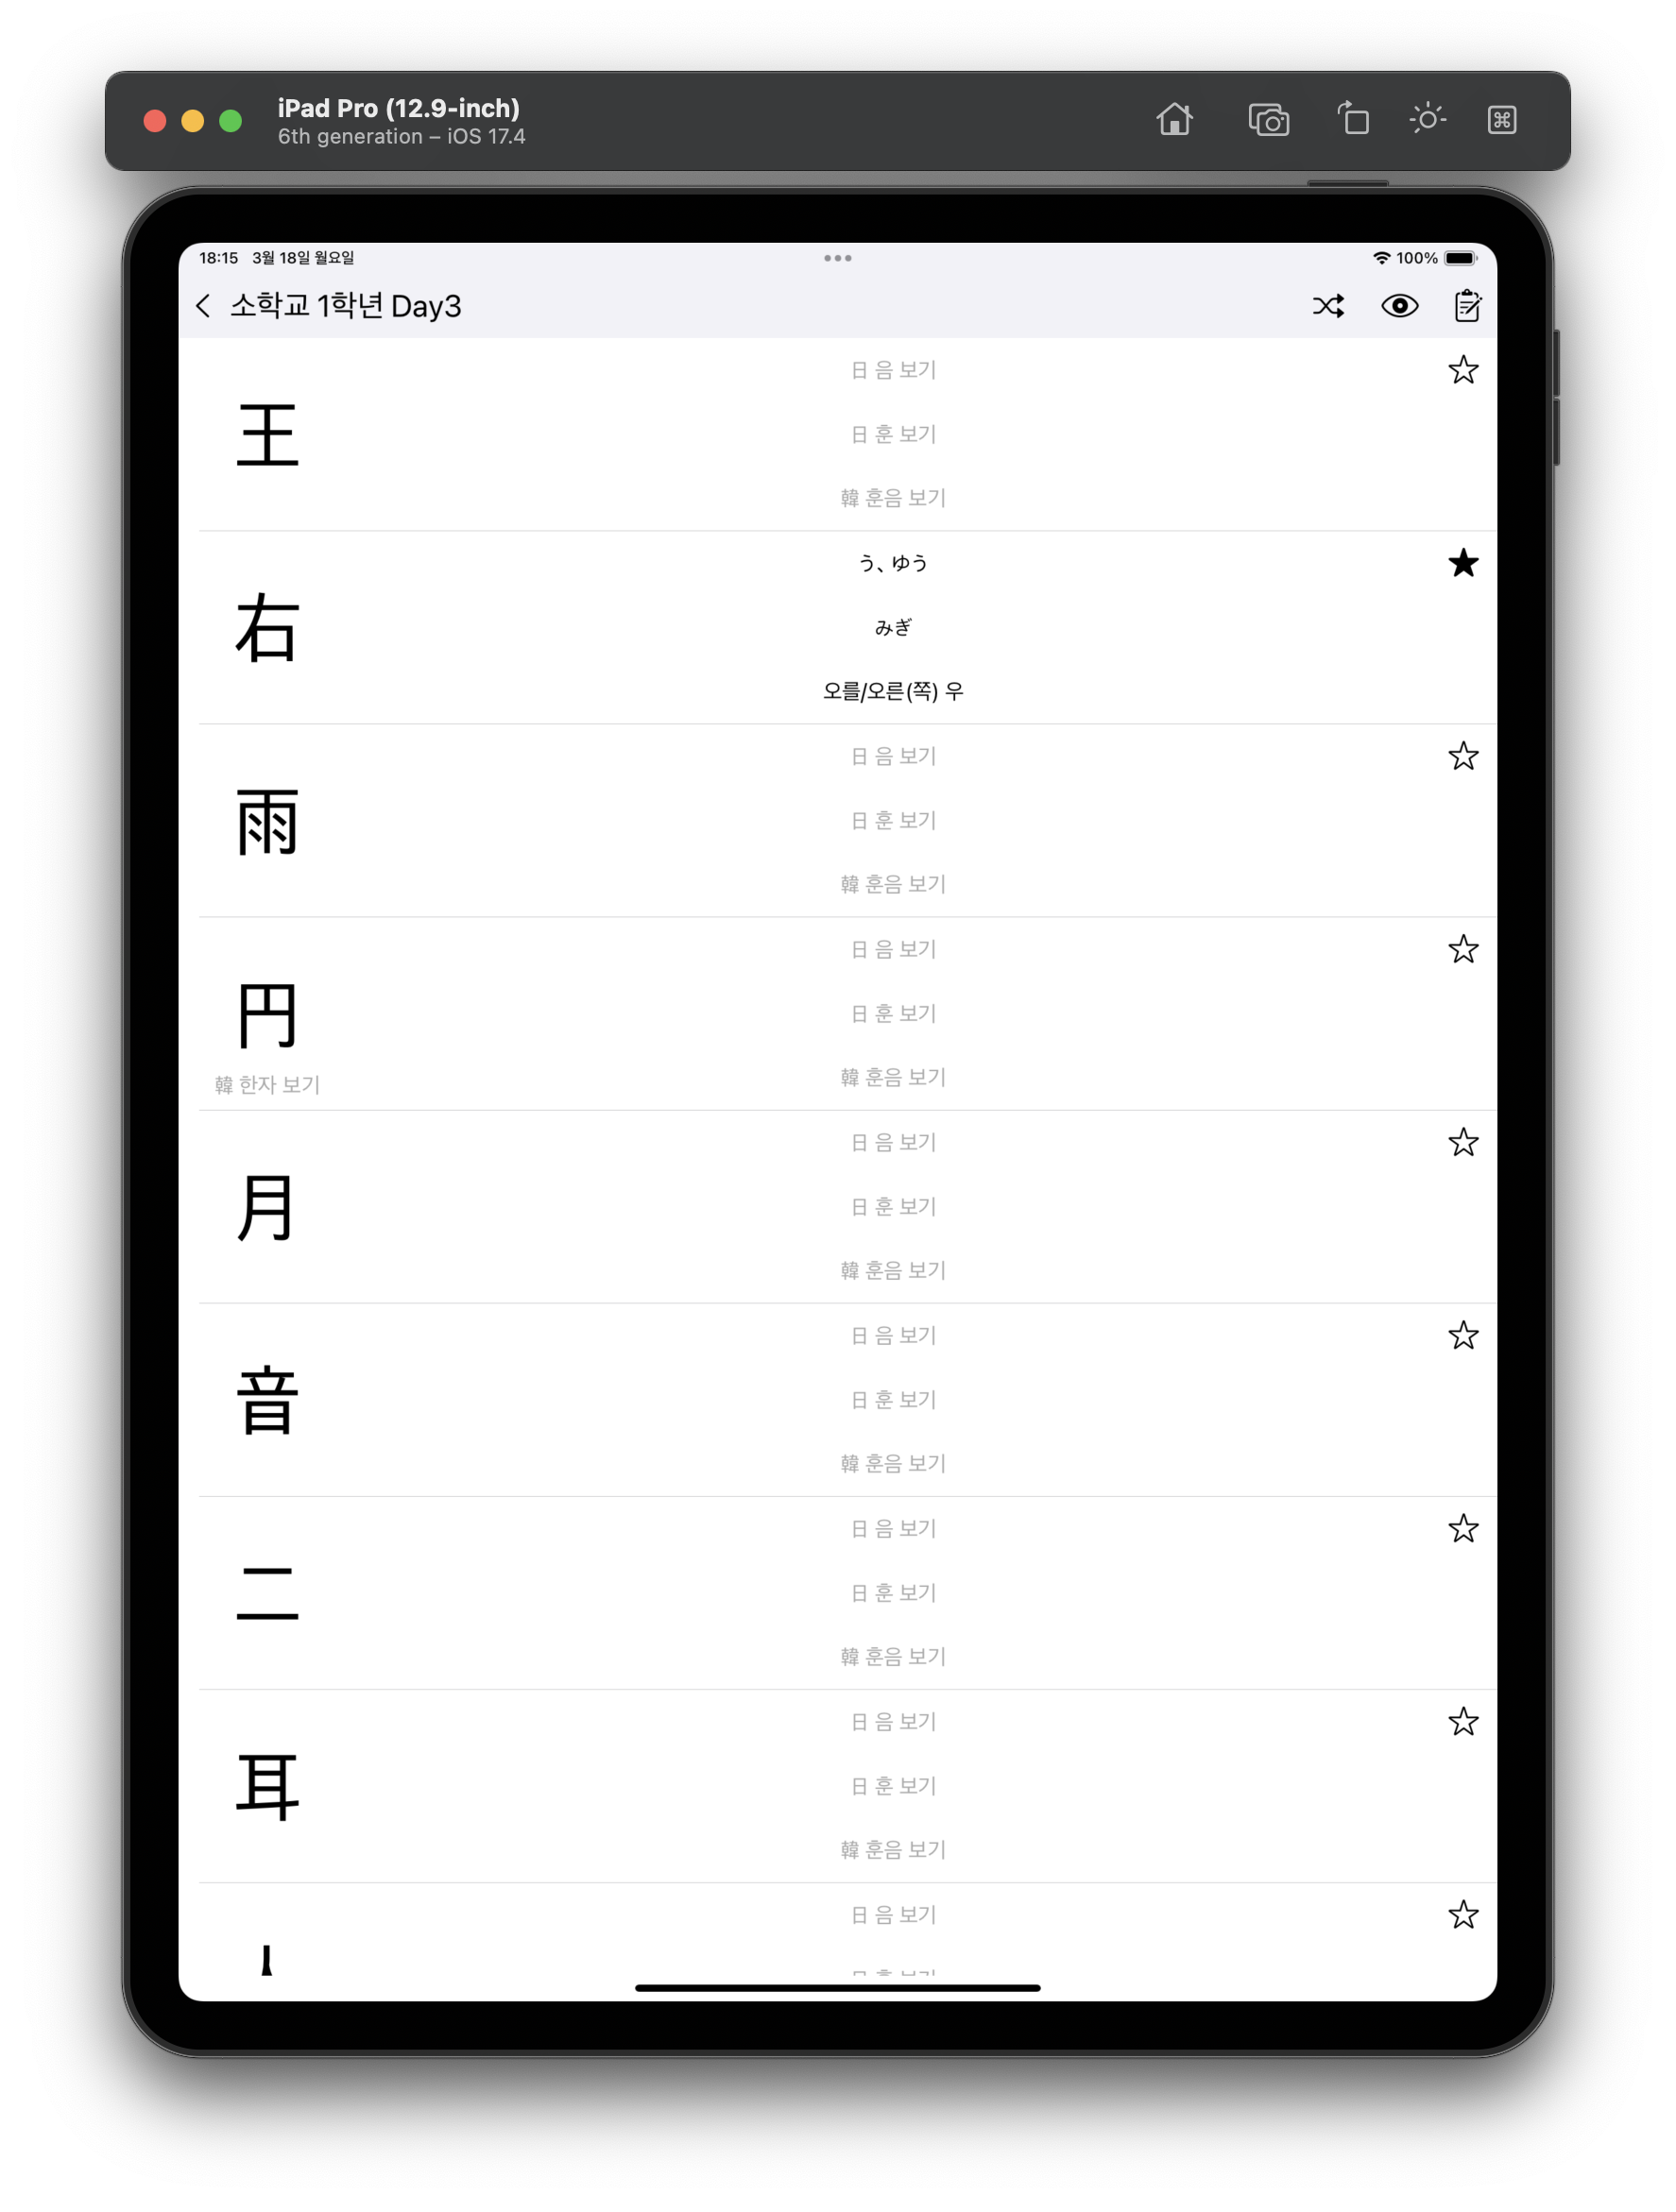 iPad Pro (12.9-inch)
6th generation – iOS 17.4
18:15 3월 18일 월요일
100%
소학교 1학년 Day3
王
日 음 보기
日 훈 보기
韓 훈음 보기
右
う、ゆう
みぎ
오를/오른(쪽) 우
雨
日 음 보기
日 훈 보기
韓 훈음 보기
円
韓 한자 보기
日 음 보기
日 훈 보기
韓 훈음 보기
月
日 음 보기
日 훈 보기
韓 훈음 보기
音
日 음 보기
日 훈 보기
韓 훈음 보기
二
日 음 보기
日 훈 보기
韓 훈음 보기
耳
日 음 보기
日 훈 보기
韓 훈음 보기
日 음 보기